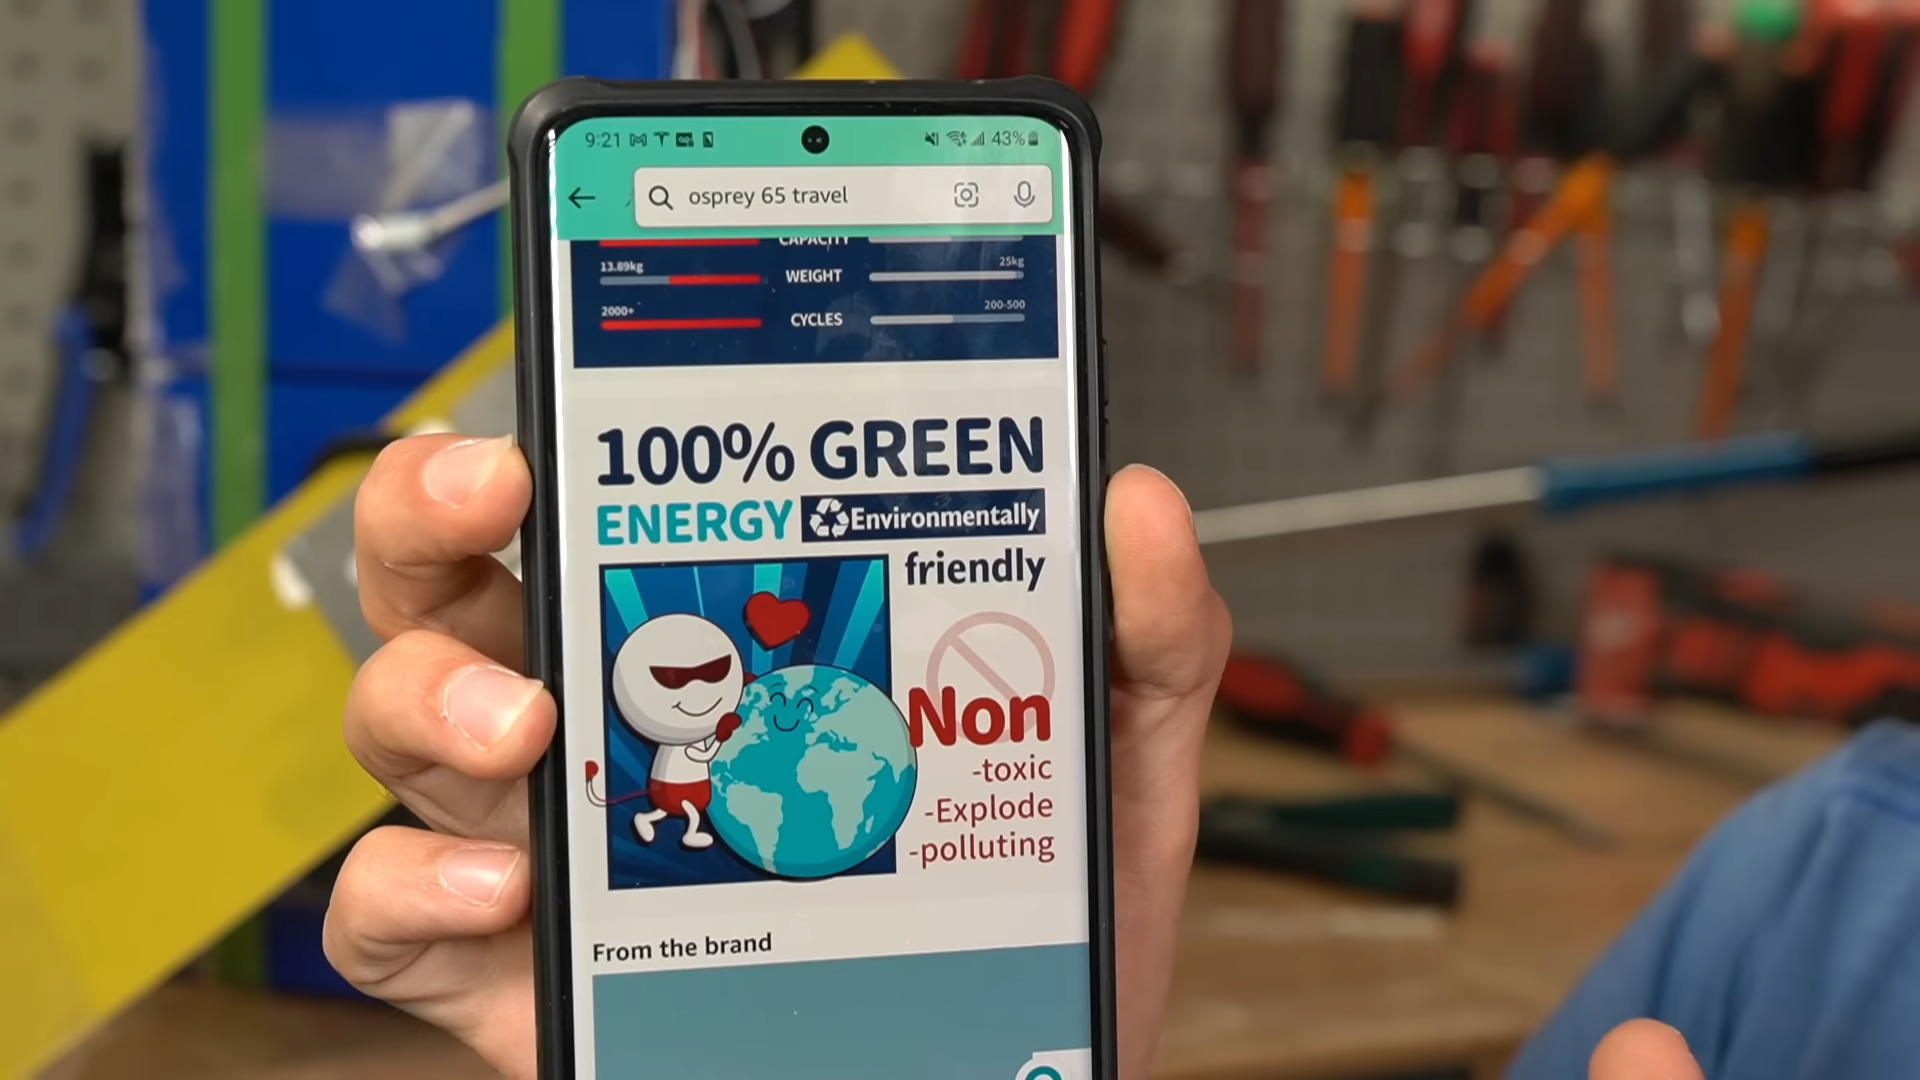 9:21 43%
osprey 65 travel
CAPACITY
13.89kg WEIGHT 25kg
2000+ CYCLES 200-500
100% GREEN
ENERGY Environmentally
friendly
Non
-toxic
-Explode
-polluting
From the brand